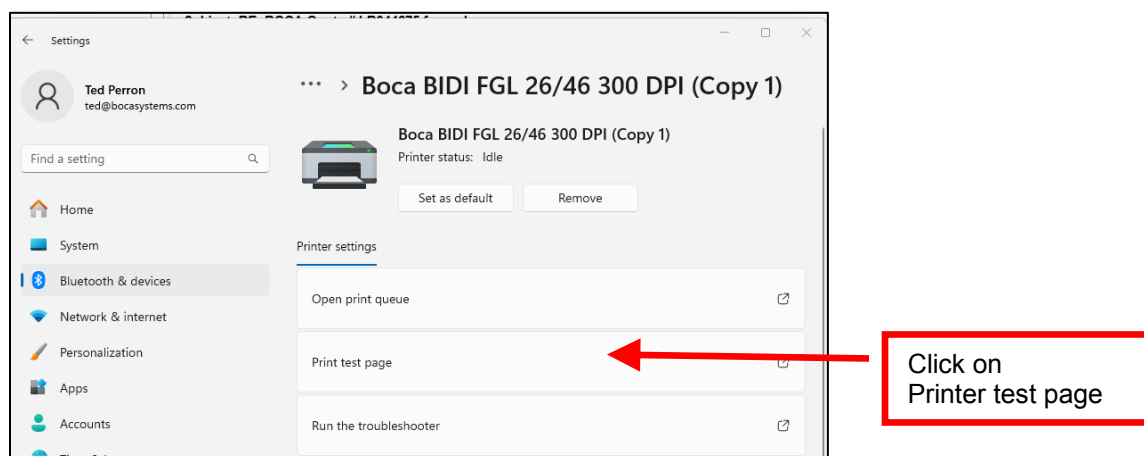 Settings
Ted Perron
ted@bocasystems.com
Find a setting
Home
System
Bluetooth & devices
Network & internet
Personalization
Apps
Accounts
··· > Boca BIDI FGL 26/46 300 DPI (Copy 1)
Boca BIDI FGL 26/46 300 DPI (Copy 1)
Printer status: Idle
Set as default
Remove
Printer settings
Open print queue
Print test page
Run the troubleshooter
Click on
Printer test page